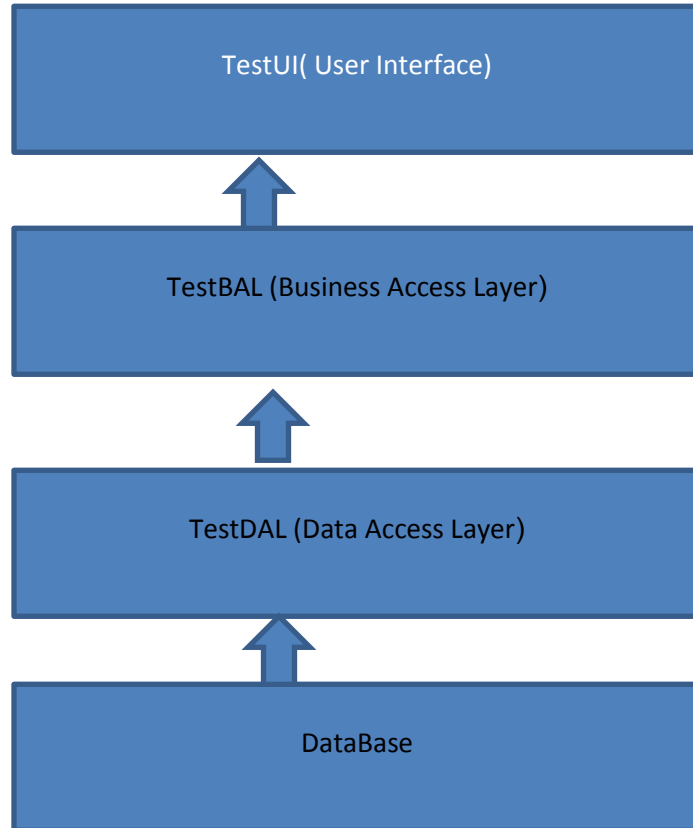 TestUI( User Interface)
TestBAL (Business Access Layer)
TestDAL (Data Access Layer)
DataBase